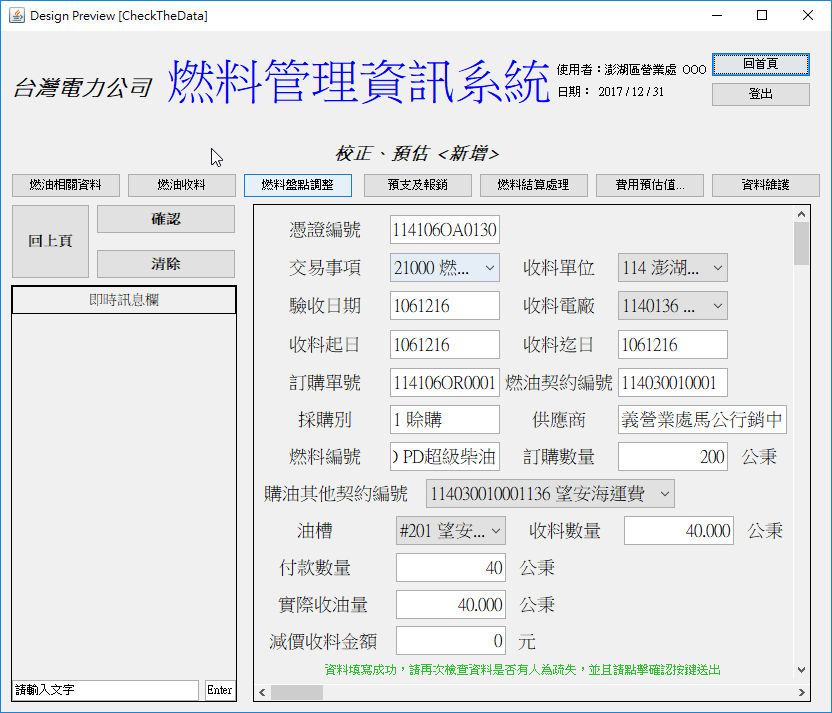 Design Preview [CheckTheData]
台灣電力公司 燃料管理資訊系統 使用者：澎湖區營業處 OOO 回首頁
日期： 2017 / 12 / 31 登出
校正、預估 <新增>
燃油相關資料 燃油收料 燃料盤點調整 預支及報銷 燃料結算處理 費用預估值... 資料維護
回上頁 確認
清除
即時訊息欄
請輸入文字 Enter
憑證編號 114106OA0130
交易事項 21000 燃... 收料單位 114 澎湖...
驗收日期 1061216 收料電廠 1140136 ...
收料起日 1061216 收料迄日 1061216
訂購單號 114106OR0001 燃油契約編號 114030010001
採購別 1 賒購 供應商 義營業處馬公行銷中
燃料編號 PD超級柴油 訂購數量 200 公秉
購油其他契約編號 114030010001136 望安海運費
油槽 #201 望安... 收料數量 40.000 公秉
付款數量 40 公秉
實際收油量 40.000 公秉
減價收料金額 0 元
資料填寫成功，請再次檢查資料是否有人為疏失，並且請點擊確認按鍵送出